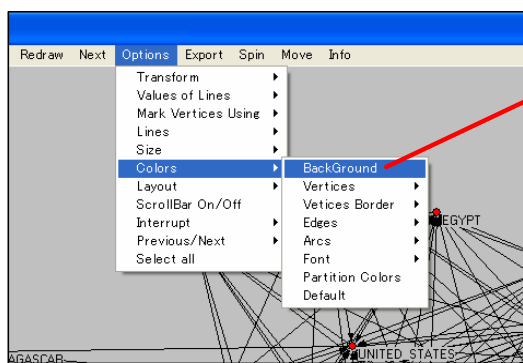 Redraw Next Options Export Spin Move Info
Transform
Values of Lines
Mark Vertices Using
Lines
Size
Colors
Layout
ScrollBar On/Off
Interrupt
Previous/Next
Select all
BackGround
Vertices
Vetices Border
Edges
Arcs
Font
Partition Colors
Default
EGYPT
UNITED_STATES
AGASCAR